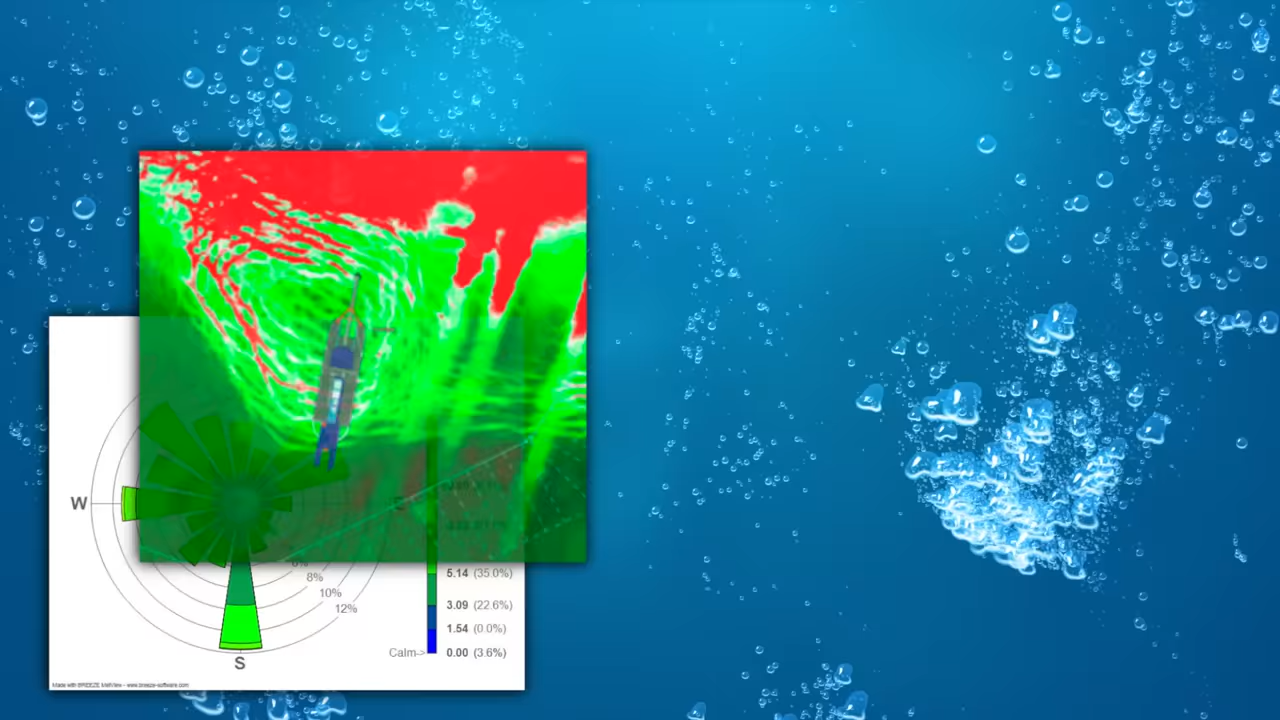 W
6%
8%
10%
12%
S
5.14 (35.0%)
3.09 (22.6%)
1.54 (0.0%)
Calm-> 0.00 (3.6%)
Made with BREEZE MetView - www.breeze-software.com